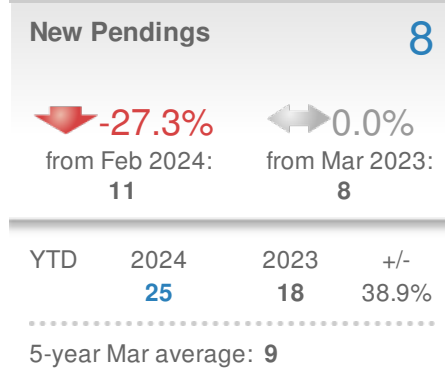 New Pendings 8
-27.3% 0.0%
from Feb 2024: from Mar 2023:
11 8
YTD 2024 2023 +/-
25 18 38.9%
5-year Mar average: 9